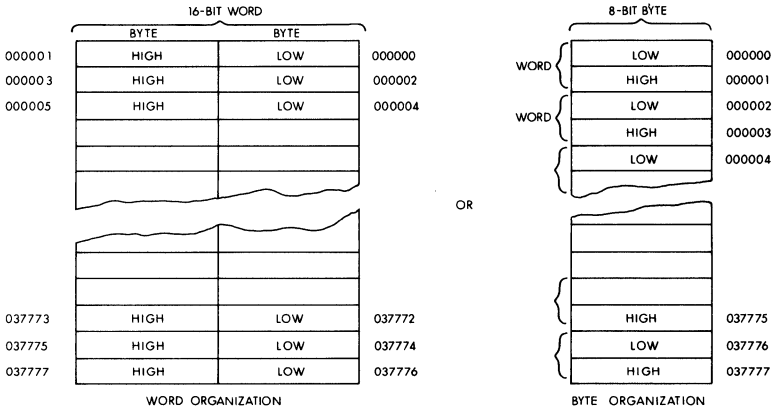 16-BIT WORD
BYTE BYTE
000001 HIGH LOW 000000
000003 HIGH LOW 000002
000005 HIGH LOW 000004
037773 HIGH LOW 037772
037775 HIGH LOW 037774
037777 HIGH LOW 037776
WORD ORGANIZATION
OR
8-BIT BYTE
WORD LOW 000000
HIGH 000001
WORD LOW 000002
HIGH 000003
LOW 000004
HIGH 037775
LOW 037776
HIGH 037777
BYTE ORGANIZATION